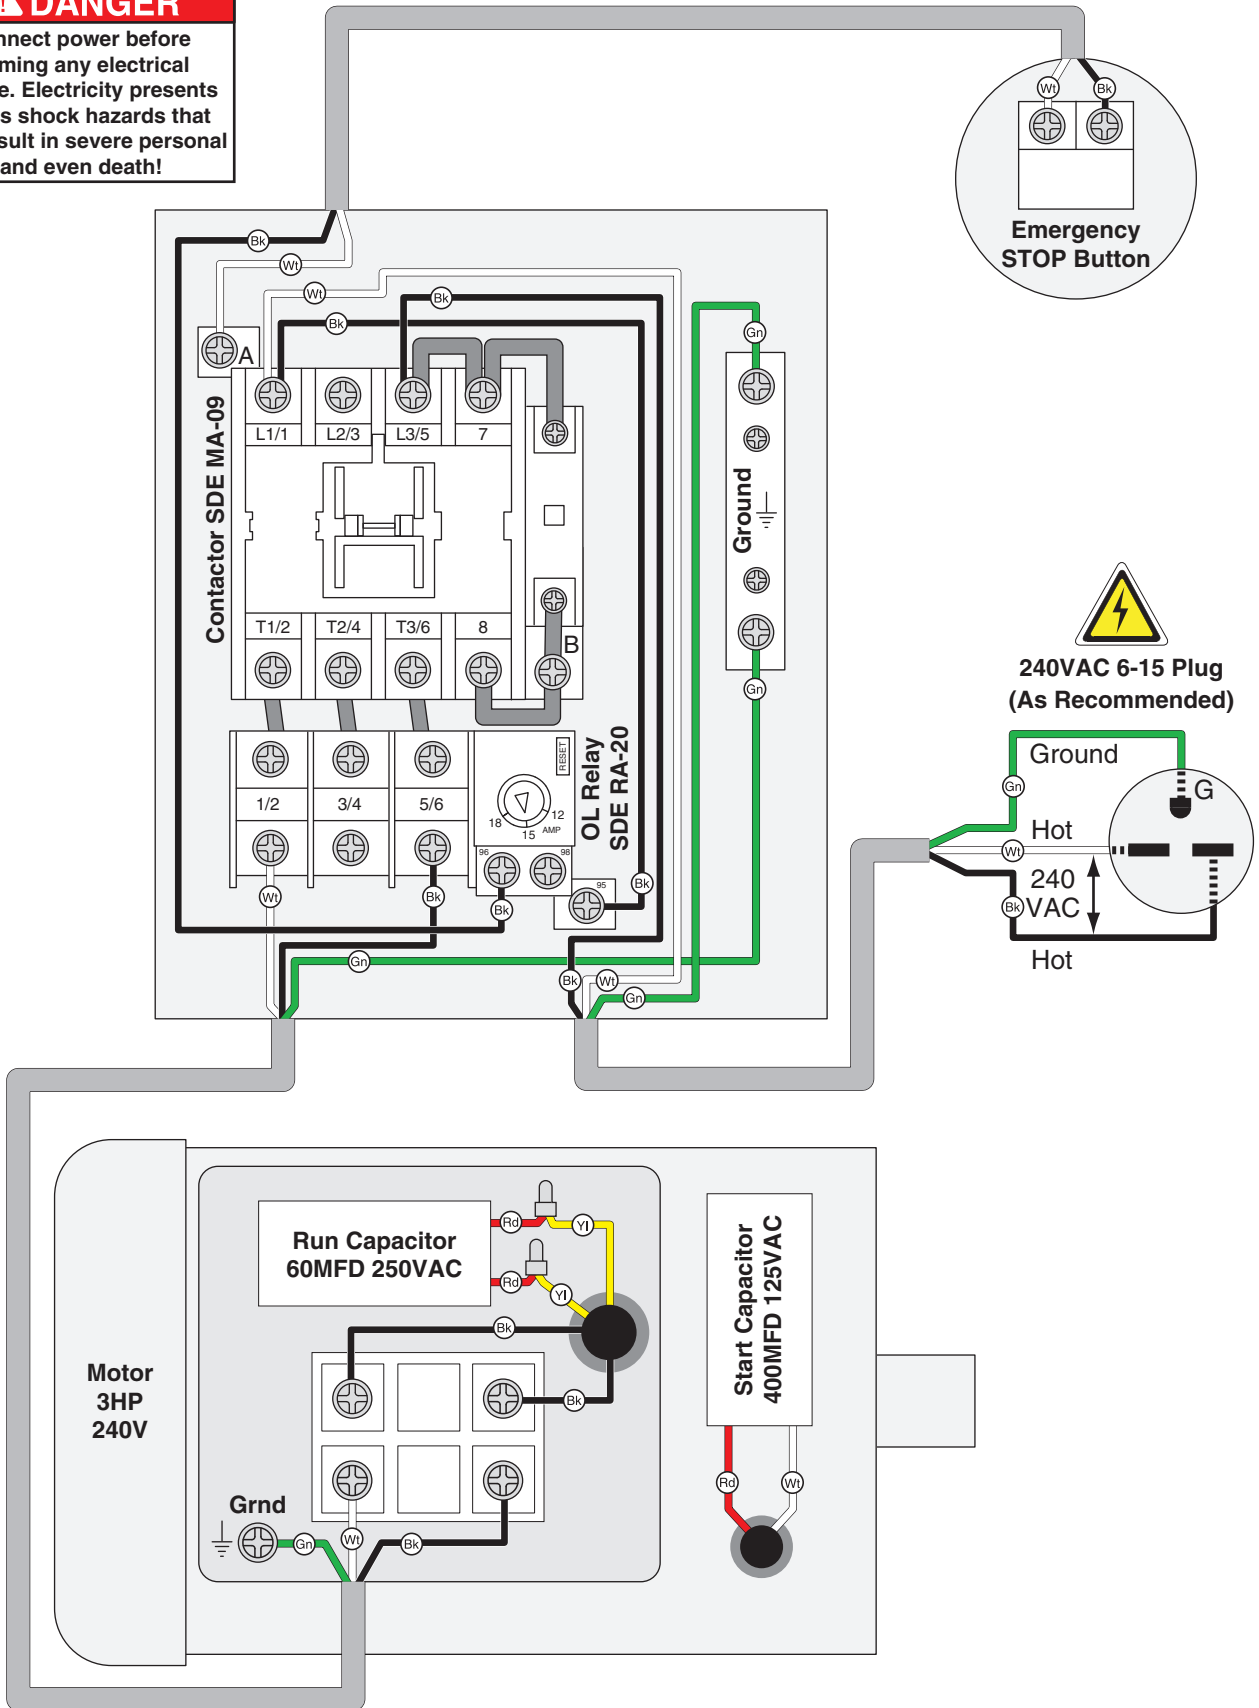 ! DANGER
nnect power before
ming any electrical
e. Electricity presents
s shock hazards that
sult in severe personal
and even death!
Wt
Bk
Emergency
STOP Button
Bk
Wt
Wt
Bk
Bk
Gn
A
Contactor SDE MA-09
L1/1
L2/3
L3/5
7
Ground
T1/2
T2/4
T3/6
8
B
Gn
240VAC 6-15 Plug
(As Recommended)
Ground
G
Gn
Hot
Wt
240
VAC
Bk
Hot
RESET
OL Relay
SDE RA-20
1/2
3/4
5/6
18
15
12
AMP
96
98
95
Wt
Bk
Bk
Bk
Gn
Bk
Wt
Gn
Run Capacitor
60MFD 250VAC
Rd
Yl
Rd
Yl
Bk
Bk
Start Capacitor
400MFD 125VAC
Rd
Wt
Motor
3HP
240V
Grnd
Gn
Wt
Bk